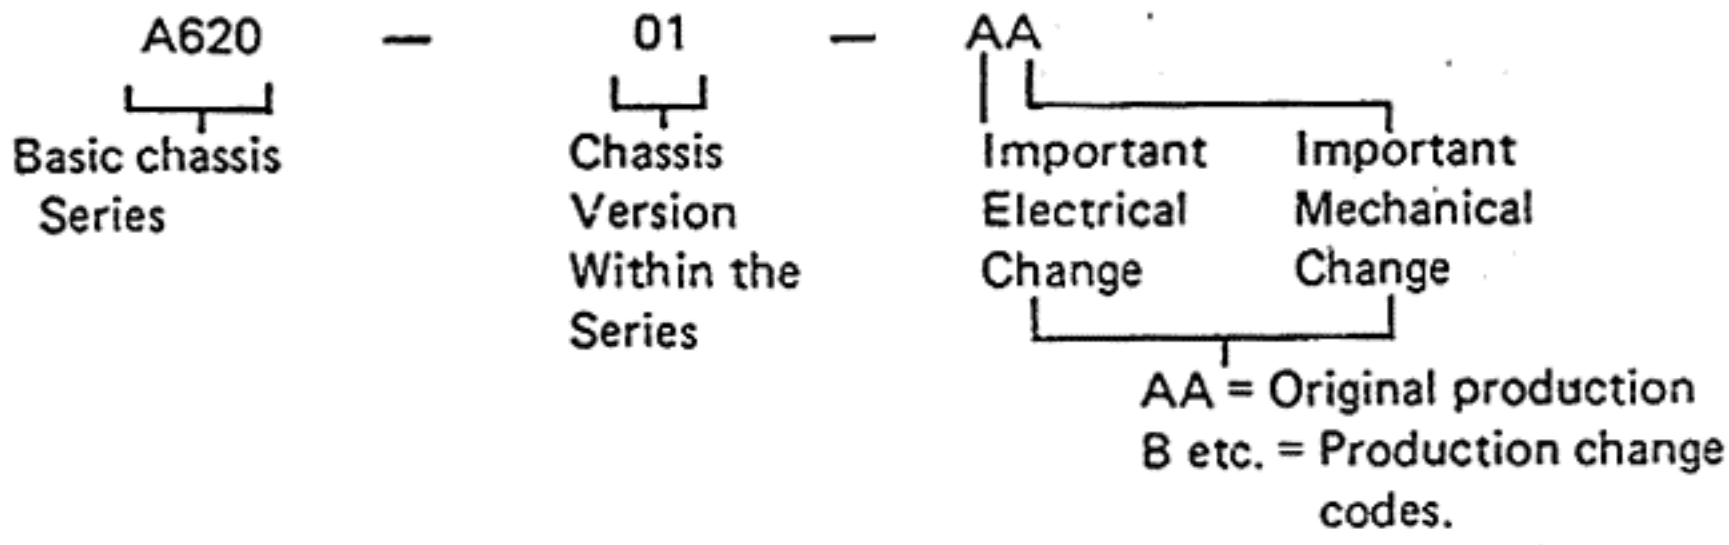 A620 — 01 — AA
Basic chassis
Series
Chassis
Version
Within the
Series
Important
Electrical
Change
Important
Mechanical
Change
AA = Original production
B etc. = Production change
codes.